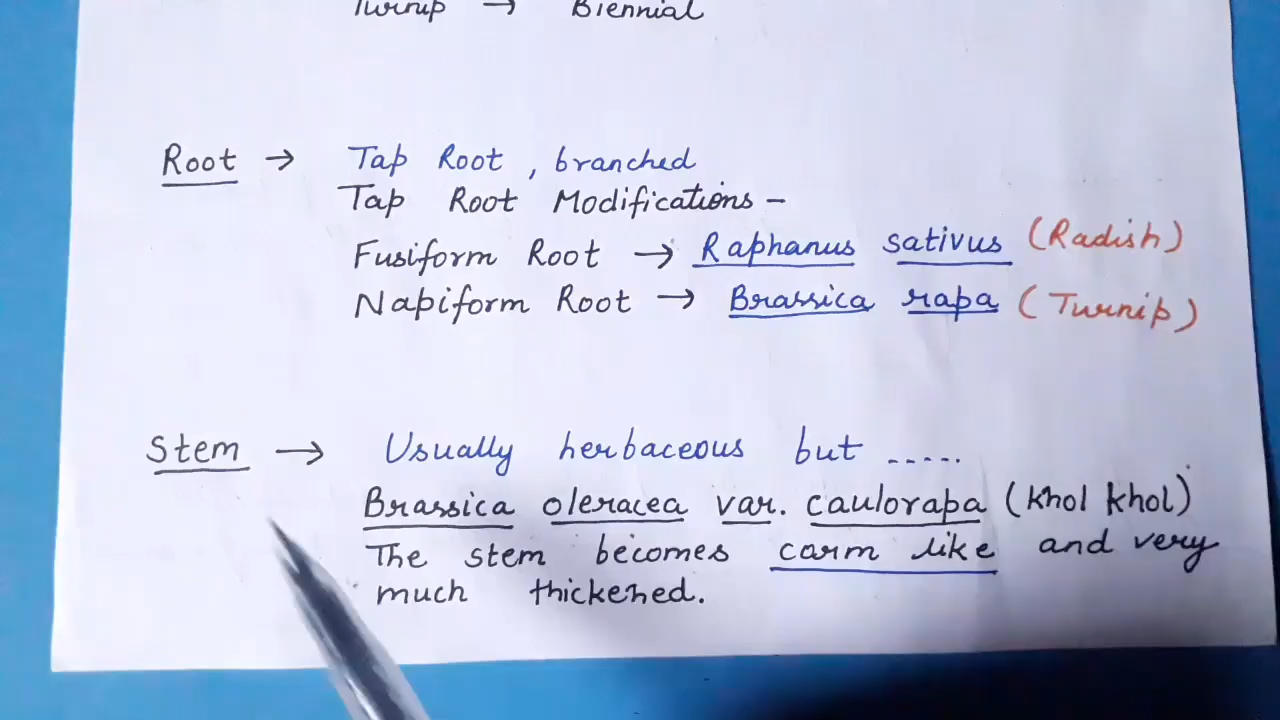 Turnip → Biennial
Root → Tap Root, branched
Tap Root Modifications -
Fusiform Root → Raphanus sativus (Radish)
Napiform Root → Brassica rapa (Turnip)
Stem → Usually herbaceous but .....
Brassica oleracea var. caulorapa (Khol Khol)
The stem becomes carm like and very
much thickened.